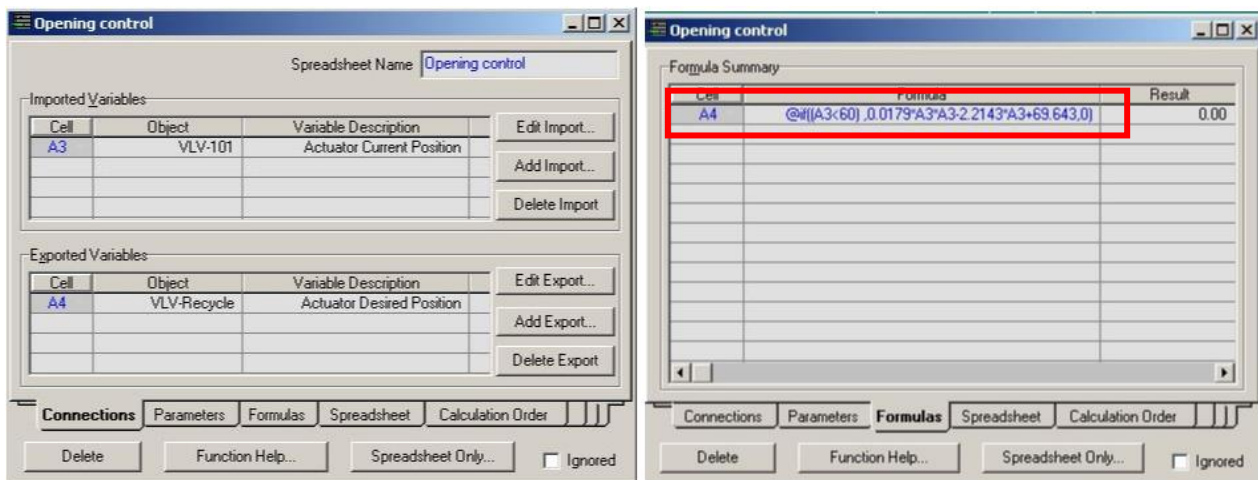 Opening control
Spreadsheet Name Opening control
Imported Variables
Cell Object Variable Description
A3 VLV-101 Actuator Current Position
Edit Import...
Add Import...
Delete Import
Exported Variables
Cell Object Variable Description
A4 VLV-Recycle Actuator Desired Position
Edit Export...
Add Export...
Delete Export
Connections Parameters Formulas Spreadsheet Calculation Order
Delete Function Help... Spreadsheet Only... Ignored
Opening control
Formula Summary
Cell Formula Result
A4 @if((A3<60) ,0.0179*A3*A3-2.2143*A3+69.643,0) 0.00
Connections Parameters Formulas Spreadsheet Calculation Order
Delete Function Help... Spreadsheet Only... Ignored